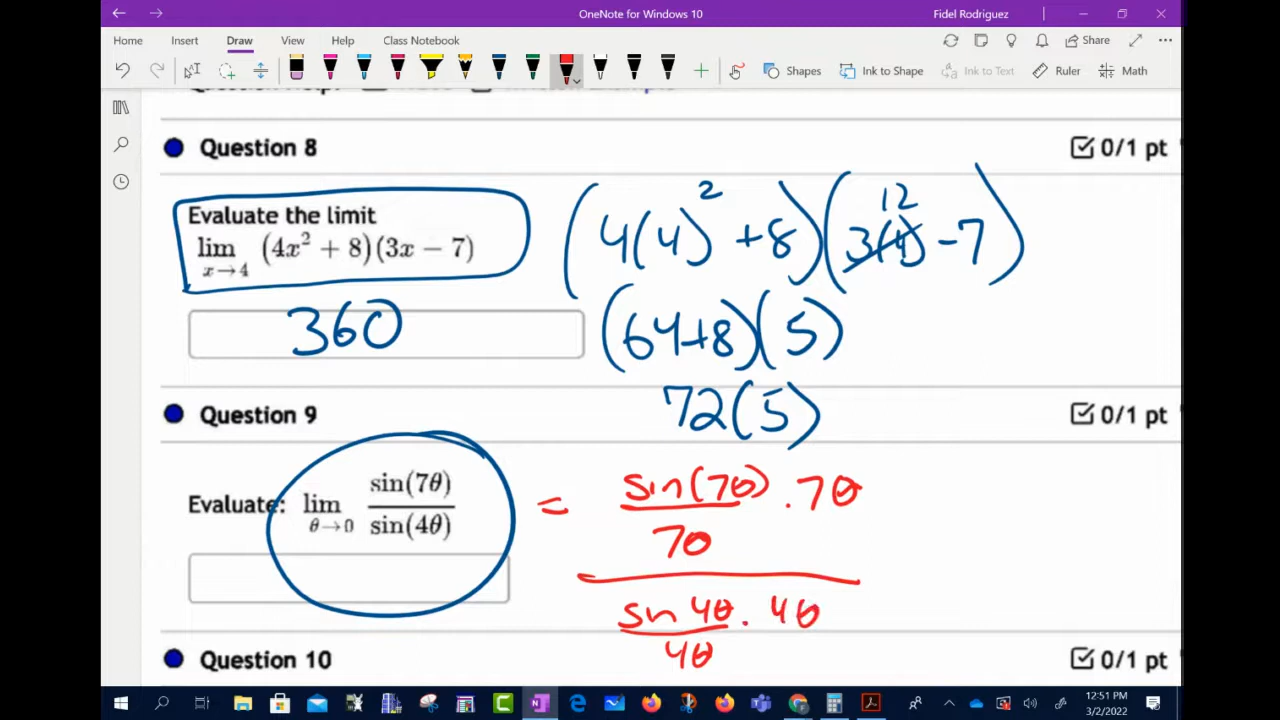 OneNote for Windows 10
Fidel Rodriguez
Home Insert Draw View Help Class Notebook
Share
Shapes Ink to Shape Ink to Text Ruler Math
Question 8
0/1 pt
Evaluate the limit
lim (4x² + 8)(3x − 7)
x→4
360
(4(4)² +8)(3(4) -7)
12
(64+8)(5)
72(5)
Question 9
0/1 pt
Evaluate: lim sin(7θ)/sin(4θ)
θ→0
= sin(7θ)/7θ . 7θ
sin 4θ/4θ . 4θ
Question 10
0/1 pt
12:51 PM
3/2/2022